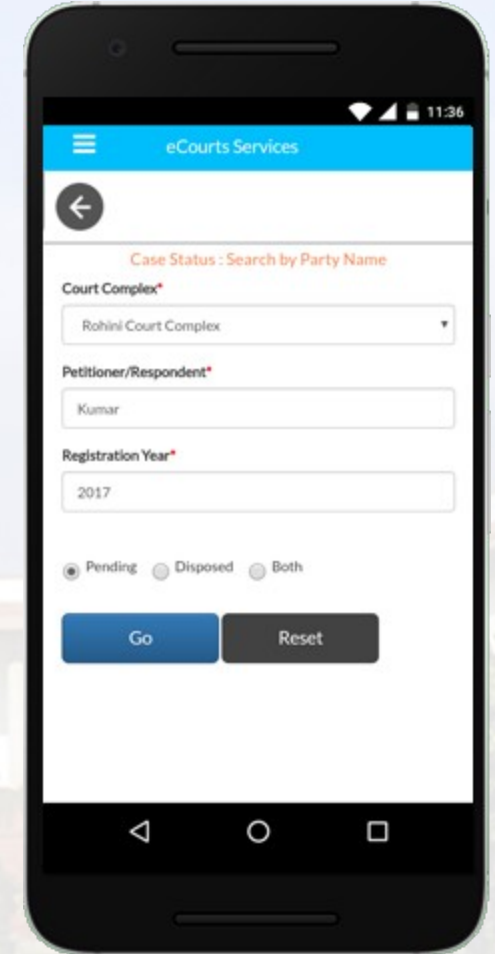 11:36
eCourts Services
Case Status : Search by Party Name
Court Complex*
Rohini Court Complex
Petitioner/Respondent*
Kumar
Registration Year*
2017
Pending Disposed Both
Go Reset